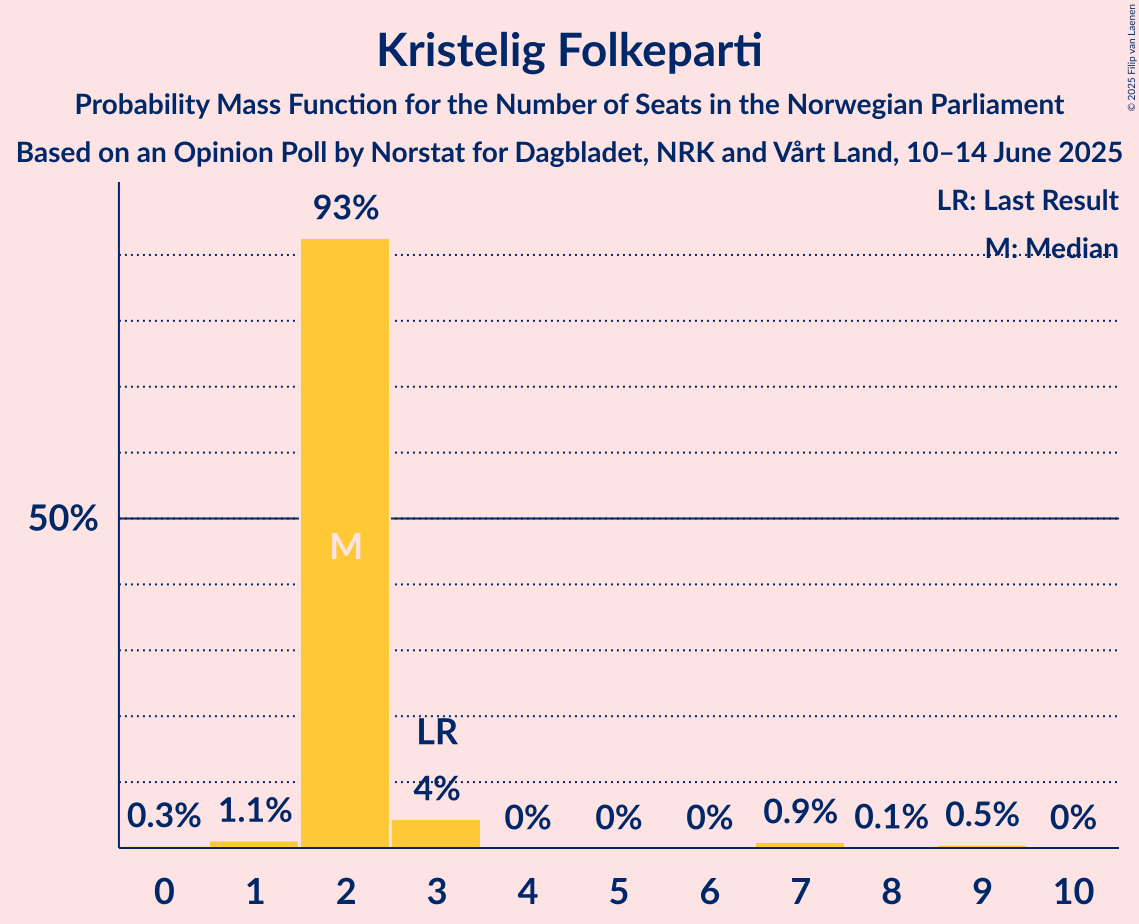 Kristelig Folkeparti
Probability Mass Function for the Number of Seats in the Norwegian Parliament
Based on an Opinion Poll by Norstat for Dagbladet, NRK and Vårt Land, 10–14 June 2025
© 2025 Filip van Laenen
LR: Last Result
M: Median
93%
50%
M
LR
4%
0.3% 1.1% 0% 0% 0% 0.9% 0.1% 0.5% 0%
0 1 2 3 4 5 6 7 8 9 10